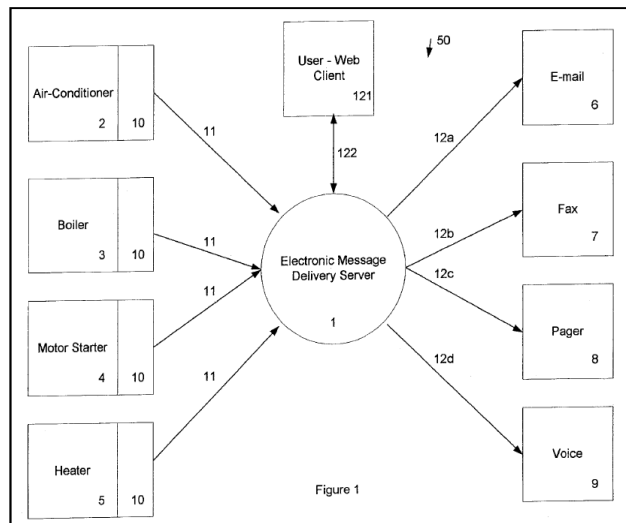 Air-Conditioner
2
10
11
Boiler
3
10
11
11
Motor Starter
4
10
11
Heater
5
10
User - Web
Client
121
122
50
Electronic Message
Delivery Server
1
12a
12b
12c
12d
E-mail
6
Fax
7
Pager
8
Voice
9
Figure 1